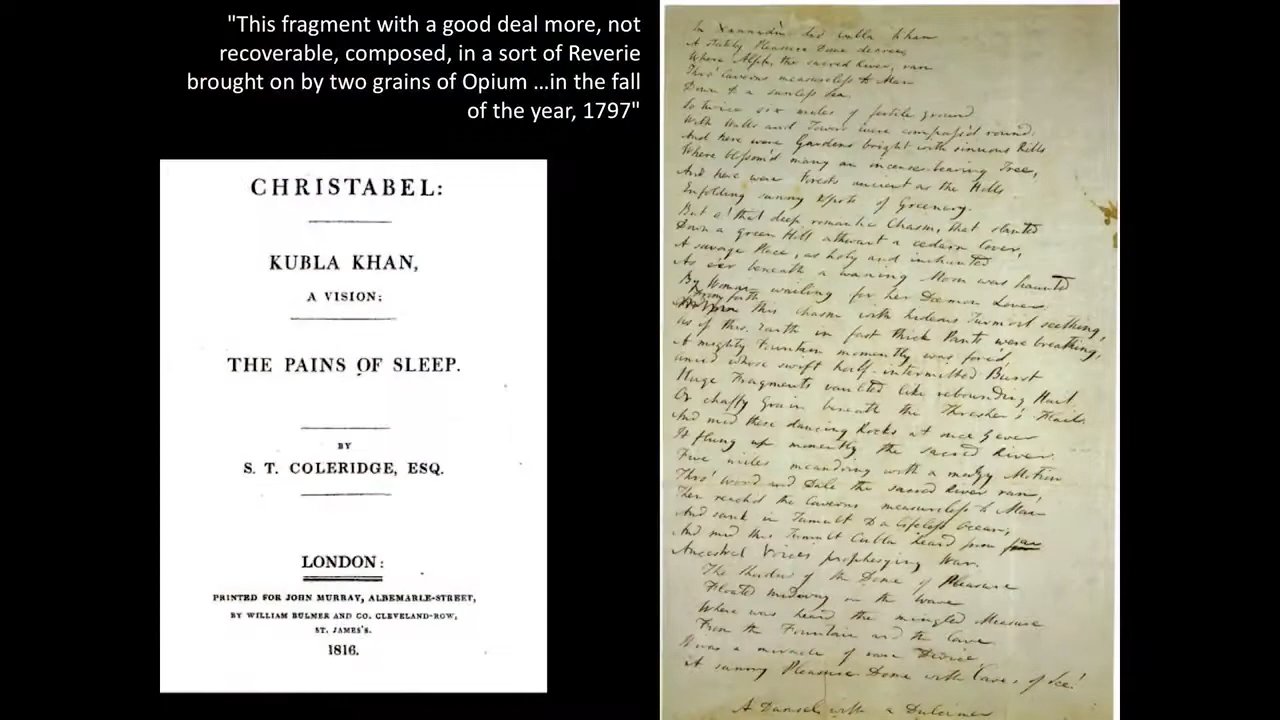 "This fragment with a good deal more, not
recoverable, composed, in a sort of Reverie
brought on by two grains of Opium ...in the fall
of the year, 1797"
CHRISTABEL:
KUBLA KHAN,
A VISION;
THE PAINS OF SLEEP.
BY
S. T. COLERIDGE, ESQ.
LONDON:
PRINTED FOR JOHN MURRAY, ALBEMARLE-STREET,
BY WILLIAM BULMER AND CO. CLEVELAND-ROW,
ST. JAMES'S.
1816.
In Xannadù did Cubla Khan
A stately Pleasure Dome decree;
Where Alph, the sacred River, ran
Thro' Caverns measureless to Man
Down to a sunless Sea.
So twice six miles of fertile ground
With Walls and Towers were compass'd round:
And here were Gardens bright with sinuous Rills
Where blossom'd many an incense-bearing Tree,
And here were Forests ancient as the Hills
Enfolding sunny Spots of Greenery.
But o! that deep romantic Chasm, that slanted
Down a green Hill athwart a cedarn Cover,
A savage Place, as holy and inchanted
As e'er beneath a waning Moon was haunted
By Woman wailing for her Dæmon Lover:
From forth this Chasm with hideous Turmoil seething,
As if this Earth in fast thick Pants were breathing,
A mighty Fountain momently was forc'd,
Amid whose swift half-intermitted Burst
Huge Fragments vaulted like rebounding Hail,
Or chaffy Grain beneath the Thresher's Flail:
And mid these dancing Rocks at once & ever
It flung up momently the sacred River.
Five miles meandring with a mazy Motion
Thro' Wood and Dale the sacred River ran,
Then reach'd the Caverns measureless to Man
And sank in Tumult to a lifeless Ocean;
And mid this Tumult Cubla heard from far
Ancestral Voices prophesying War.
The Shadow of the Dome of Pleasure
Floated midway on the Wave
Where was heard the mingled Measure
From the Fountain and the Cave.
It was a miracle of rare Device,
A sunny Pleasure-Dome with Caves of Ice!
A Damsel with a Dulcimer